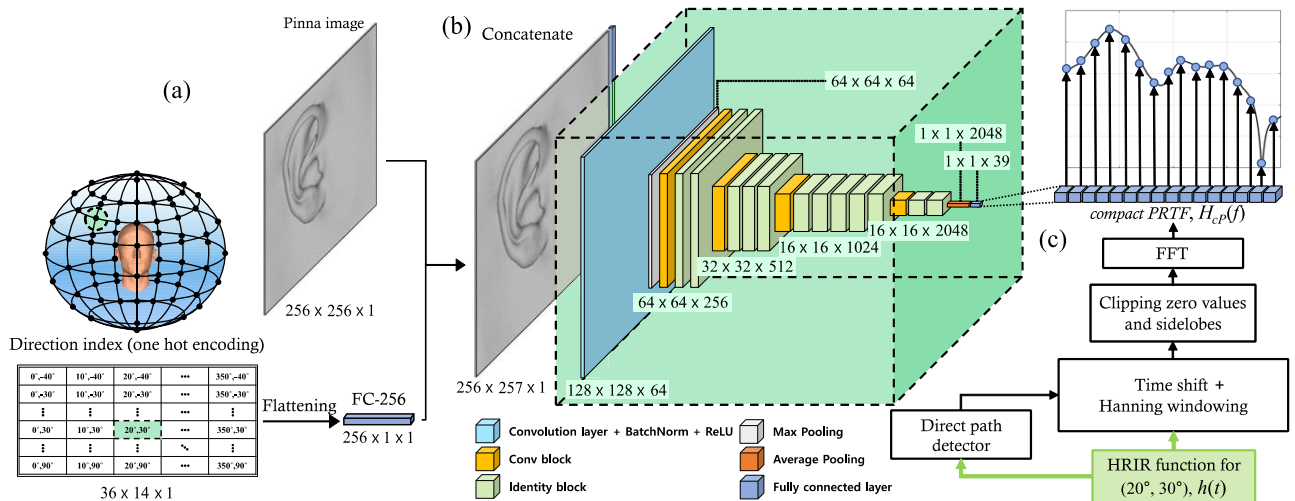 (a)
Pinna image
256 x 256 x 1
Direction index (one hot encoding)
0°,-40° 10°,-40° 20°,-40° ••• 350°,-40°
0°,-30° 10°,-30° 20°,-30° ••• 350°,-30°
⋮ ⋮ ⋮ ⋮
0°,30° 10°,30° 20°,30° ••• 350°,30°
⋮ ⋮ ⋮ ⋱ ⋮
0°,90° 10°,90° 20°,90° ••• 350°,90°
36 x 14 x 1
Flattening
FC-256
256 x 1 x 1
(b)
Concatenate
256 x 257 x 1
128 x 128 x 64
64 x 64 x 64
64 x 64 x 256
32 x 32 x 512
16 x 16 x 1024
16 x 16 x 2048
1 x 1 x 2048
1 x 1 x 39
Convolution layer + BatchNorm + ReLU
Conv block
Identity block
Max Pooling
Average Pooling
Fully connected layer
compact PRTF, HcP(f)
(c)
FFT
Clipping zero values
and sidelobes
Time shift +
Hanning windowing
Direct path
detector
HRIR function for
(20°, 30°), h(t)